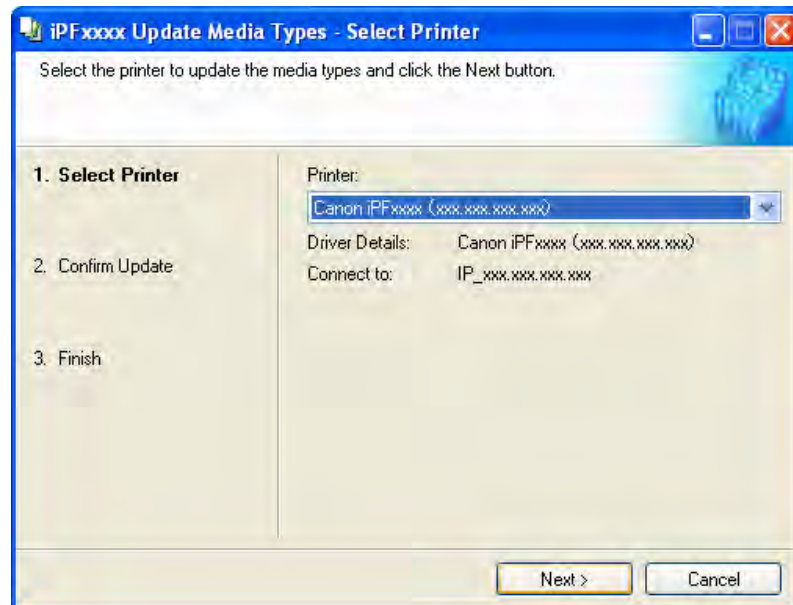 iPFxxxx Update Media Types - Select Printer
Select the printer to update the media types and click the Next button.
1. Select Printer
2. Confirm Update
3. Finish
Printer:
Canon iPFxxxx (xxx.xxx.xxx.xxx)
Driver Details: Canon iPFxxxx (xxx.xxx.xxx.xxx)
Connect to: IP_xxx.xxx.xxx.xxx
Next >
Cancel